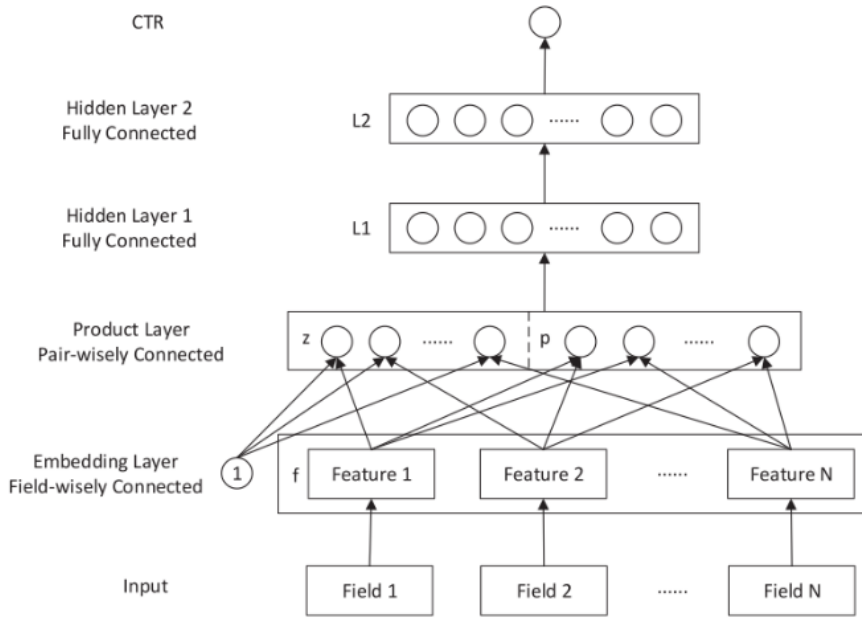 CTR
Hidden Layer 2
Fully Connected
L2
......
Hidden Layer 1
Fully Connected
L1
......
Product Layer
Pair-wisely Connected
z
......
p
......
Embedding Layer
Field-wisely Connected
1
f
Feature 1
Feature 2
......
Feature N
Input
Field 1
Field 2
......
Field N